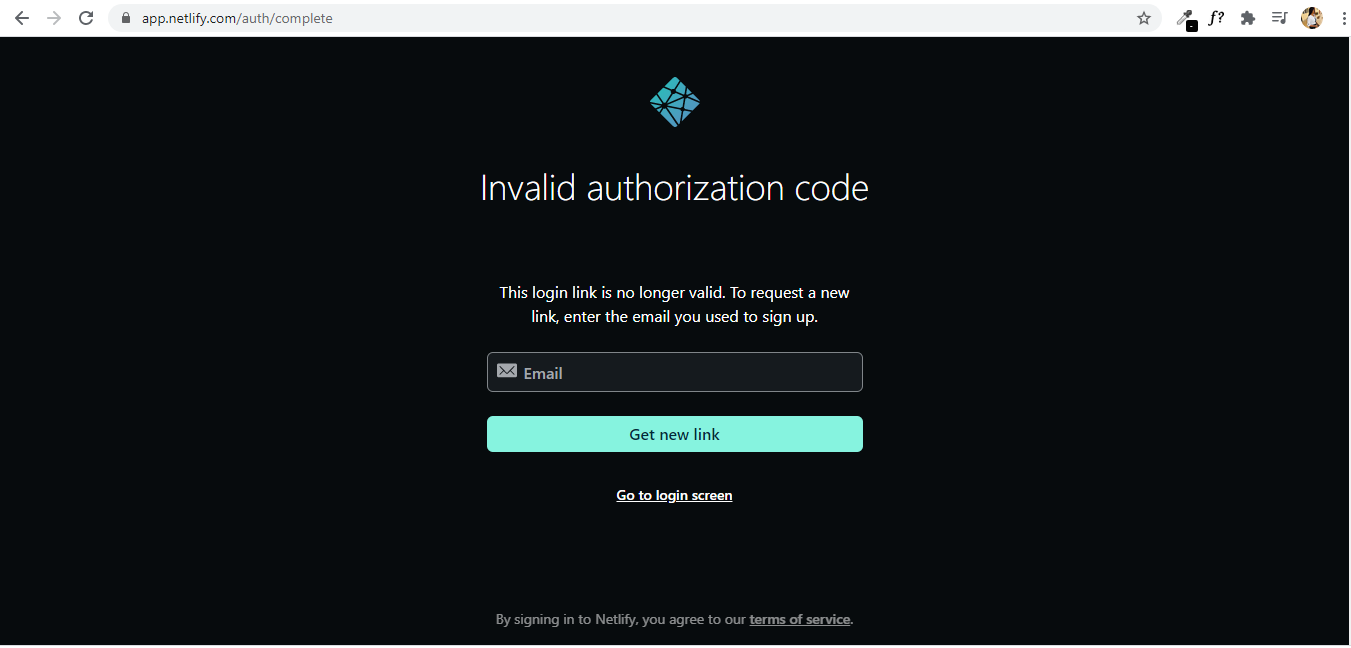 app.netlify.com/auth/complete
f?
Invalid authorization code
This login link is no longer valid. To request a new
link, enter the email you used to sign up.
Email
Get new link
Go to login screen
By signing in to Netlify, you agree to our terms of service.